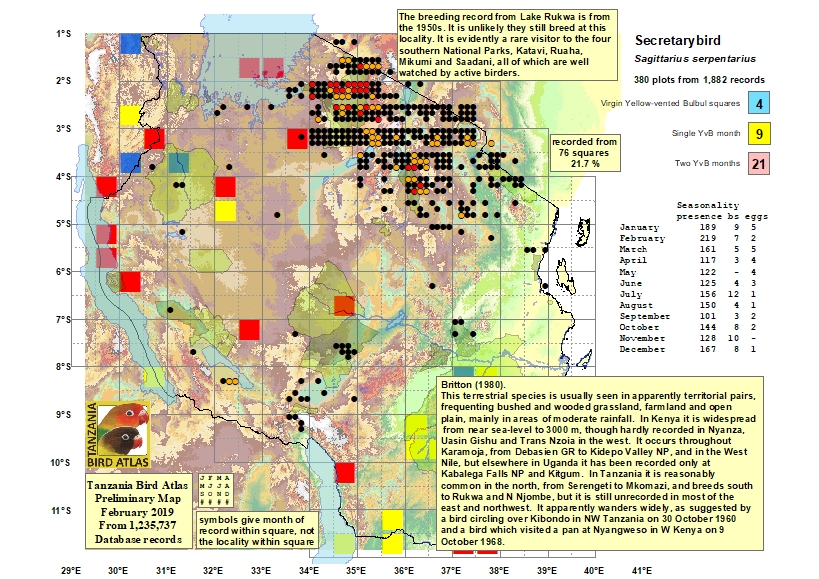 The breeding record from Lake Rukwa is from
the 1950s. It is unlikely they still breed at this
locality. It is evidently a rare visitor to the four
southern National Parks, Katavi, Ruaha,
Mikumi and Saadani, all of which are well
watched by active birders.
Secretarybird
Sagittarius serpentarius
380 plots from 1,882 records
Virgin Yellow-vented Bulbul squares 4
Single YvB month 9
Two YvB months 21
recorded from
76 squares
21.7 %
Seasonality
presence bs eggs
January 189 9 5
February 219 7 2
March 161 5 5
April 117 3 4
May 122 - 4
June 125 4 3
July 156 12 1
August 150 4 1
September 101 3 2
October 144 8 2
November 128 10 -
December 167 8 1
1°S
2°S
3°S
4°S
5°S
6°S
7°S
8°S
9°S
10°S
11°S
Britton (1980).
This terrestrial species is usually seen in apparently territorial pairs,
frequenting bushed and wooded grassland, farmland and open
plain, mainly in areas of moderate rainfall. In Kenya it is widespread
from near sea-level to 3000 m, though hardly recorded in Nyanza,
Uasin Gishu and Trans Nzoia in the west. It occurs throughout
Karamoja, from Debasien GR to Kidepo Valley NP, and in the West
Nile, but elsewhere in Uganda it has been recorded only at
Kabalega Falls NP and Kitgum. In Tanzania it is reasonably
common in the north, from Serengeti to Mkomazi, and breeds south
to Rukwa and N Njombe, but it is still unrecorded in most of the
east and northwest. It apparently wanders widely, as suggested by
a bird circling over Kibondo in NW Tanzania on 30 October 1960
and a bird which visited a pan at Nyangweso in W Kenya on 9
October 1968.
TANZANIA
BIRD ATLAS
Tanzania Bird Atlas
Preliminary Map
February 2019
From 1,235,737
Database records
J F M A
M J J A
S O N D
# # # #
symbols give month of
record within square, not
the locality within square
29°E 30°E 31°E 32°E 33°E 34°E 35°E 36°E 37°E 38°E 39°E 40°E 41°E